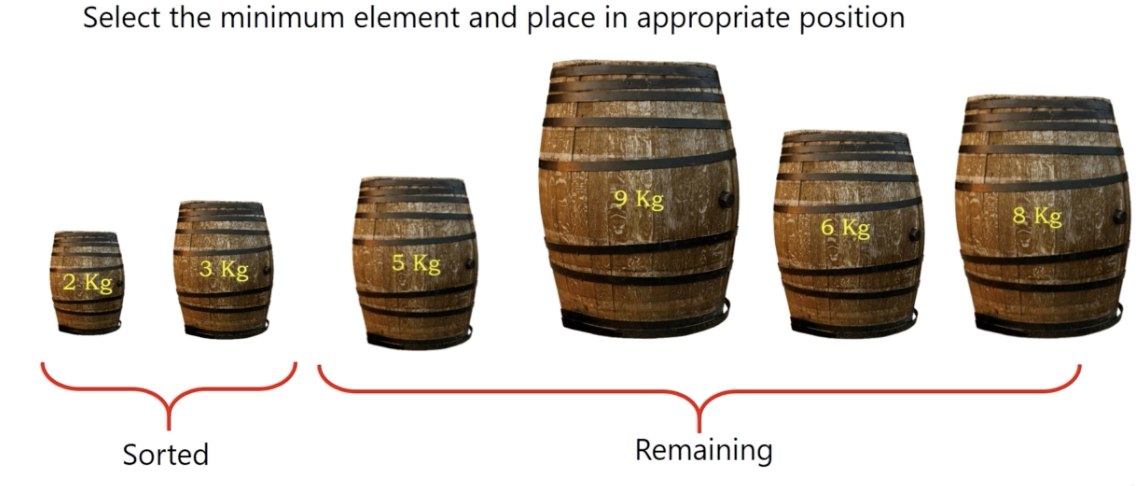 Select the minimum element and place in appropriate position
2 Kg
3 Kg
5 Kg
9 Kg
6 Kg
8 Kg
Sorted
Remaining